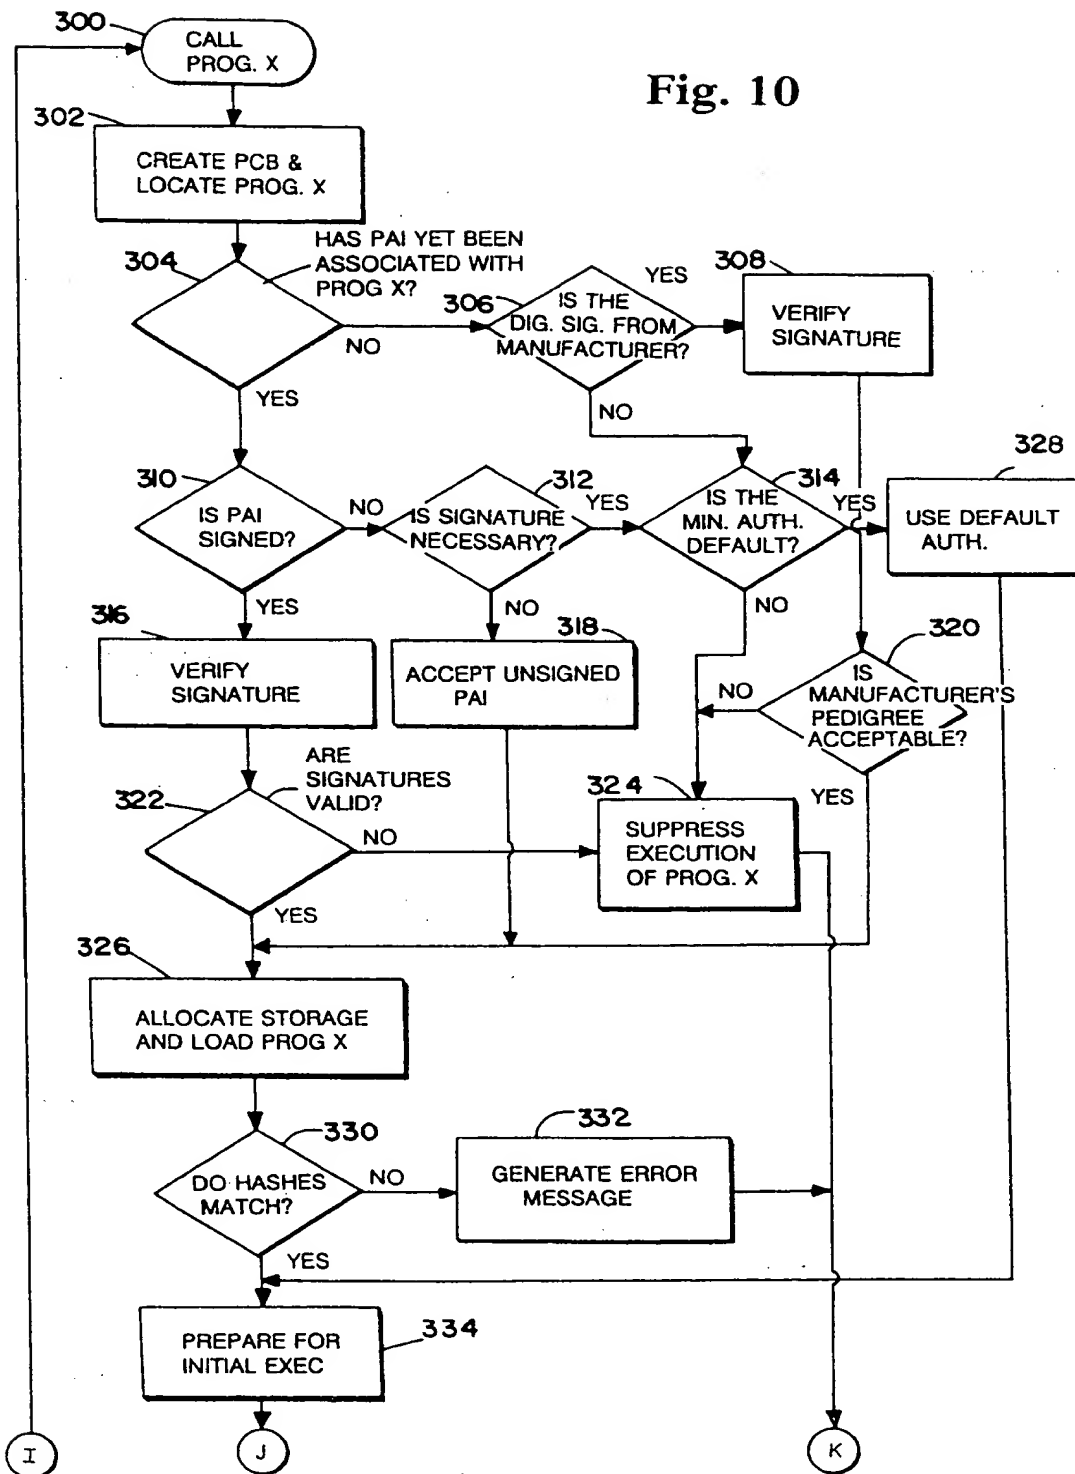 300
CALL
PROG. X
Fig. 10
302
CREATE PCB &
LOCATE PROG. X
304
HAS PAI YET BEEN
ASSOCIATED WITH
PROG X?
NO
YES
306
IS THE
DIG. SIG. FROM
MANUFACTURER?
YES
NO
308
VERIFY
SIGNATURE
310
IS PAI
SIGNED?
NO
YES
312
IS SIGNATURE
NECESSARY?
YES
NO
314
IS THE
MIN. AUTH.
DEFAULT?
YES
NO
328
USE DEFAULT
AUTH.
316
VERIFY
SIGNATURE
318
ACCEPT UNSIGNED
PAI
320
IS
MANUFACTURER'S
PEDIGREE
ACCEPTABLE?
NO
YES
322
ARE
SIGNATURES
VALID?
NO
YES
324
SUPPRESS
EXECUTION
OF PROG. X
326
ALLOCATE STORAGE
AND LOAD PROG X
330
DO HASHES
MATCH?
NO
YES
332
GENERATE ERROR
MESSAGE
334
PREPARE FOR
INITIAL EXEC
I
J
K